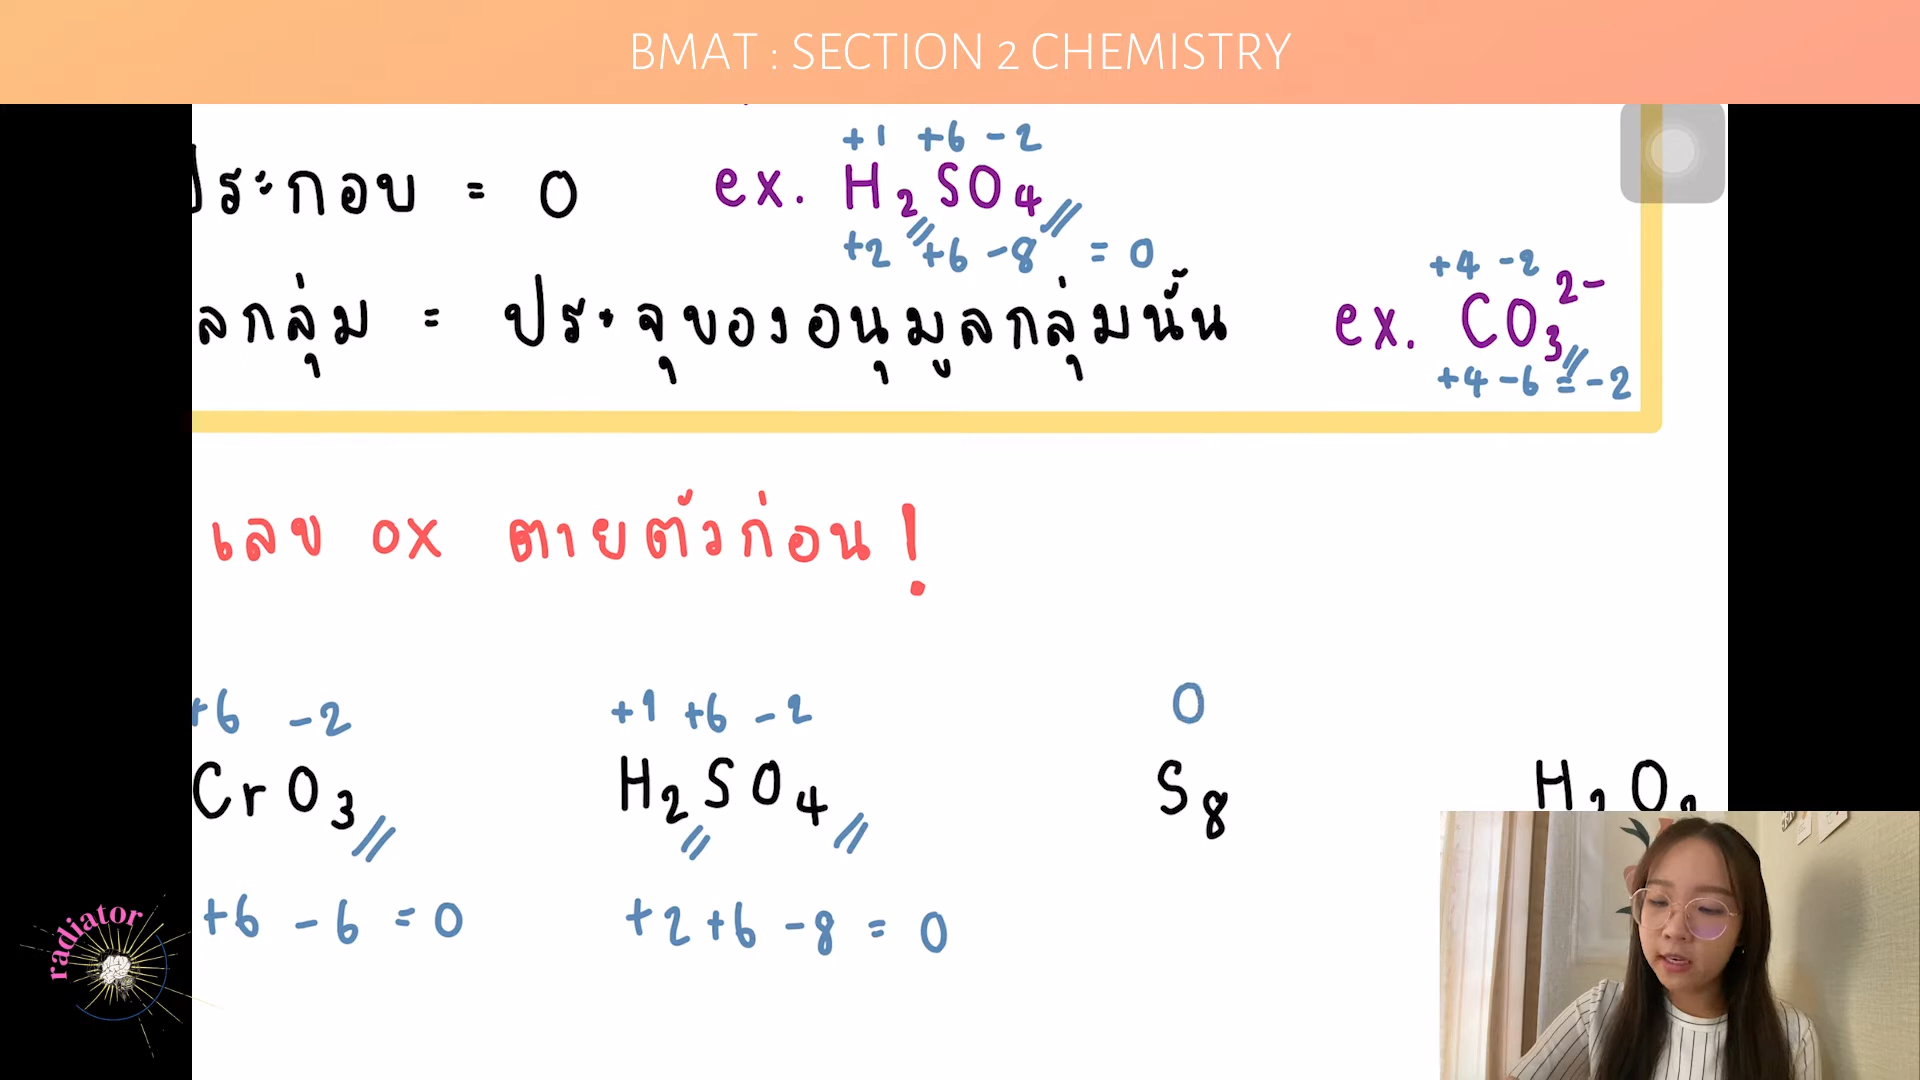 BMAT : SECTION 2 CHEMISTRY
+1 +6 -2
ประกอบ = 0 ex. H₂SO₄
+2 +6 -8 = 0
+4 -2
ลกลุ่ม = ประจุของอนุมูลกลุ่มนั้น ex. CO₃²⁻
+4 -6 = -2
เลข ox ตายตัวก่อน!
+6 -2 +1 +6 -2 0
CrO₃ H₂SO₄ S₈ H₂O₂
+6 -6 = 0 +2 +6 -8 = 0
radiator